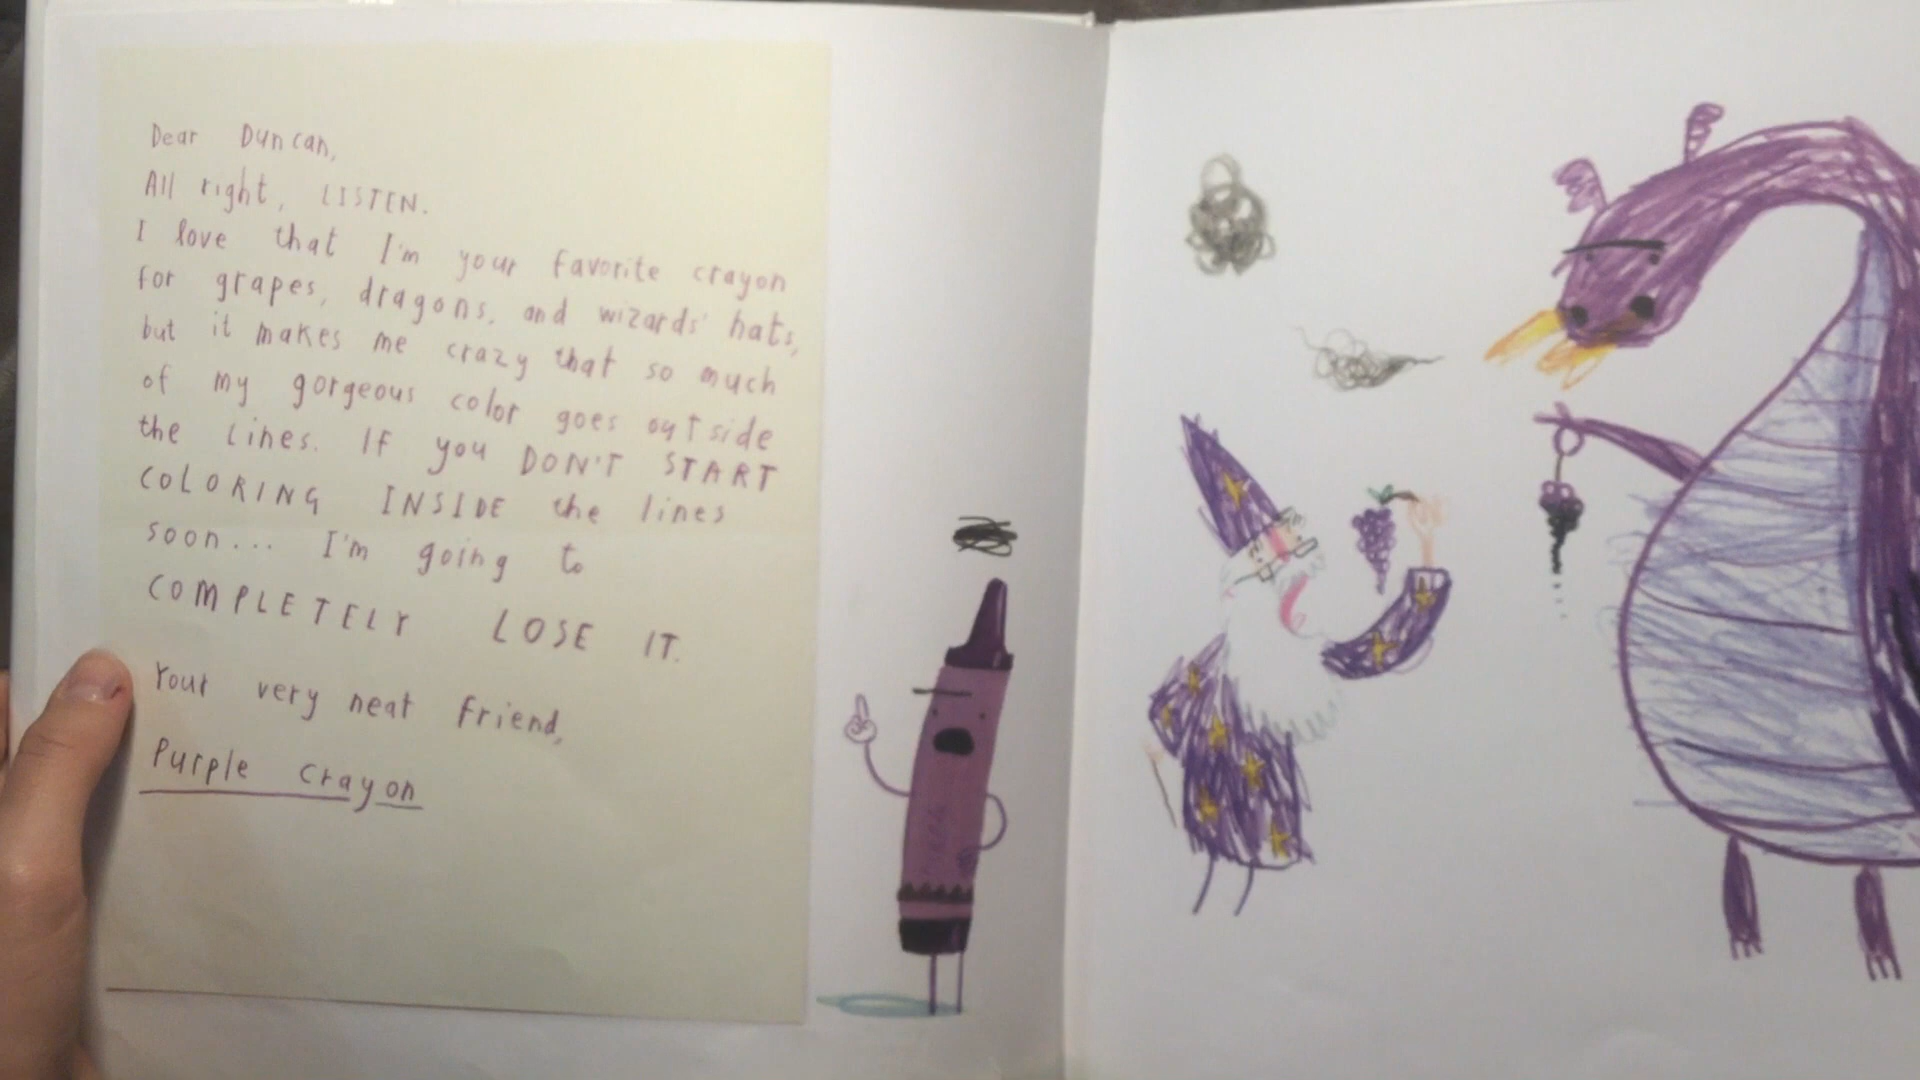 Dear Duncan,
All right, LISTEN.
I love that I'm your favorite crayon
for grapes, dragons, and wizards' hats,
but it makes me crazy that so much
of my gorgeous color goes outside
the lines. If you DON'T START
COLORING INSIDE the lines
soon... I'm going to
COMPLETELY LOSE IT.
Your very neat friend,
Purple Crayon